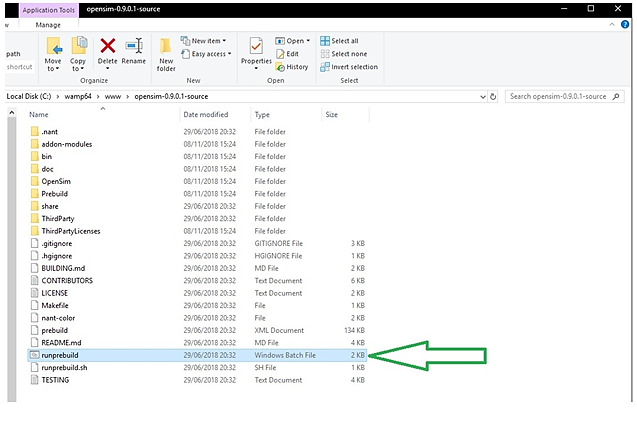 Application Tools opensim-0.9.0.1-source
Manage
path
shortcut
Move to
Copy to
Delete
Rename
Organize
New folder
New item
Easy access
New
Properties
Open
Edit
History
Open
Select all
Select none
Invert selection
Select
Local Disk (C:) > wamp64 > www > opensim-0.9.0.1-source
Search opensim-0.9.0.1-source
Name Date modified Type Size
.nant 29/06/2018 20:32 File folder
addon-modules 08/11/2018 15:24 File folder
bin 08/11/2018 15:24 File folder
doc 08/11/2018 15:24 File folder
OpenSim 08/11/2018 15:24 File folder
Prebuild 08/11/2018 15:24 File folder
share 29/06/2018 20:32 File folder
ThirdParty 29/06/2018 20:32 File folder
ThirdPartyLicenses 08/11/2018 15:24 File folder
.gitignore 29/06/2018 20:32 GITIGNORE File 3 KB
.hgignore 29/06/2018 20:32 HGIGNORE File 1 KB
BUILDING.md 29/06/2018 20:32 MD File 2 KB
CONTRIBUTORS 29/06/2018 20:32 Text Document 6 KB
LICENSE 29/06/2018 20:32 Text Document 2 KB
Makefile 29/06/2018 20:32 File 1 KB
nant-color 29/06/2018 20:32 File 2 KB
prebuild 29/06/2018 20:32 XML Document 134 KB
README.md 29/06/2018 20:32 MD File 4 KB
runprebuild 29/06/2018 20:32 Windows Batch File 2 KB
runprebuild.sh 29/06/2018 20:32 SH File 1 KB
TESTING 29/06/2018 20:32 Text Document 4 KB